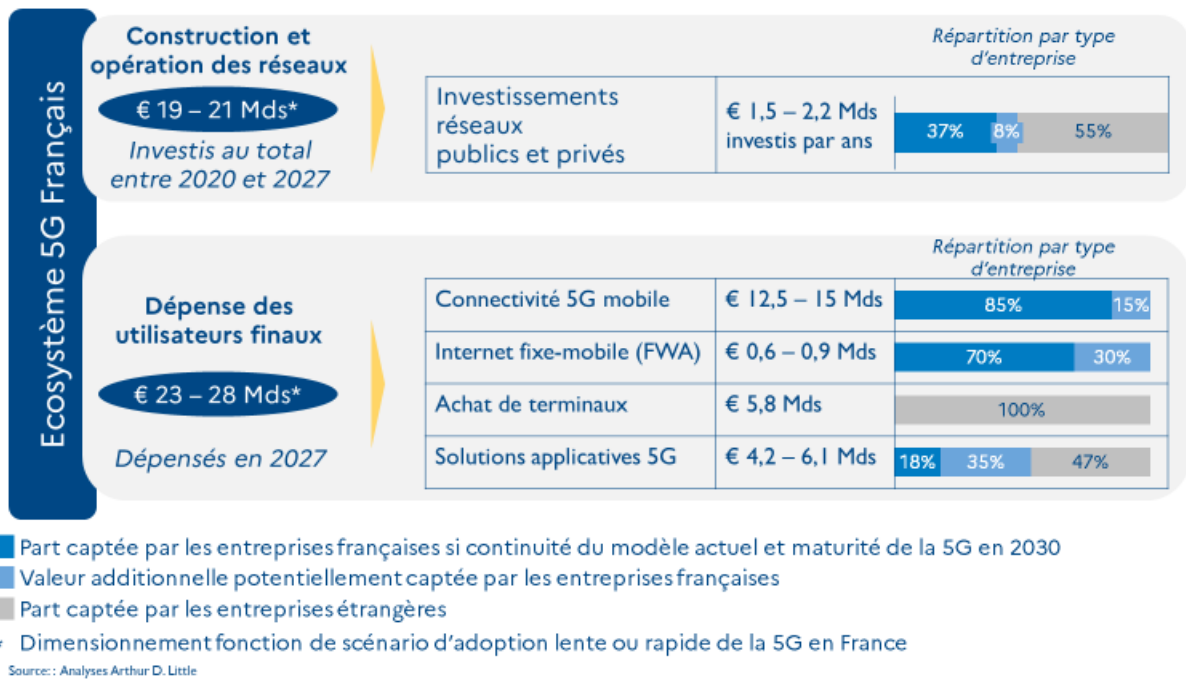 Ecosystème 5G Français
Construction et
opération des réseaux
€ 19 – 21 Mds*
Investis au total
entre 2020 et 2027
Répartition par type
d'entreprise
Investissements
réseaux
publics et privés
€ 1,5 – 2,2 Mds
investis par ans
37% 8% 55%
Dépense des
utilisateurs finaux
€ 23 – 28 Mds*
Dépensés en 2027
Répartition par type
d'entreprise
Connectivité 5G mobile € 12,5 – 15 Mds 85% 15%
Internet fixe-mobile (FWA) € 0,6 – 0,9 Mds 70% 30%
Achat de terminaux € 5,8 Mds 100%
Solutions applicatives 5G € 4,2 – 6,1 Mds 18% 35% 47%
Part captée par les entreprises françaises si continuité du modèle actuel et maturité de la 5G en 2030
Valeur additionnelle potentiellement captée par les entreprises françaises
Part captée par les entreprises étrangères
* Dimensionnement fonction de scénario d'adoption lente ou rapide de la 5G en France
Source: : Analyses Arthur D. Little